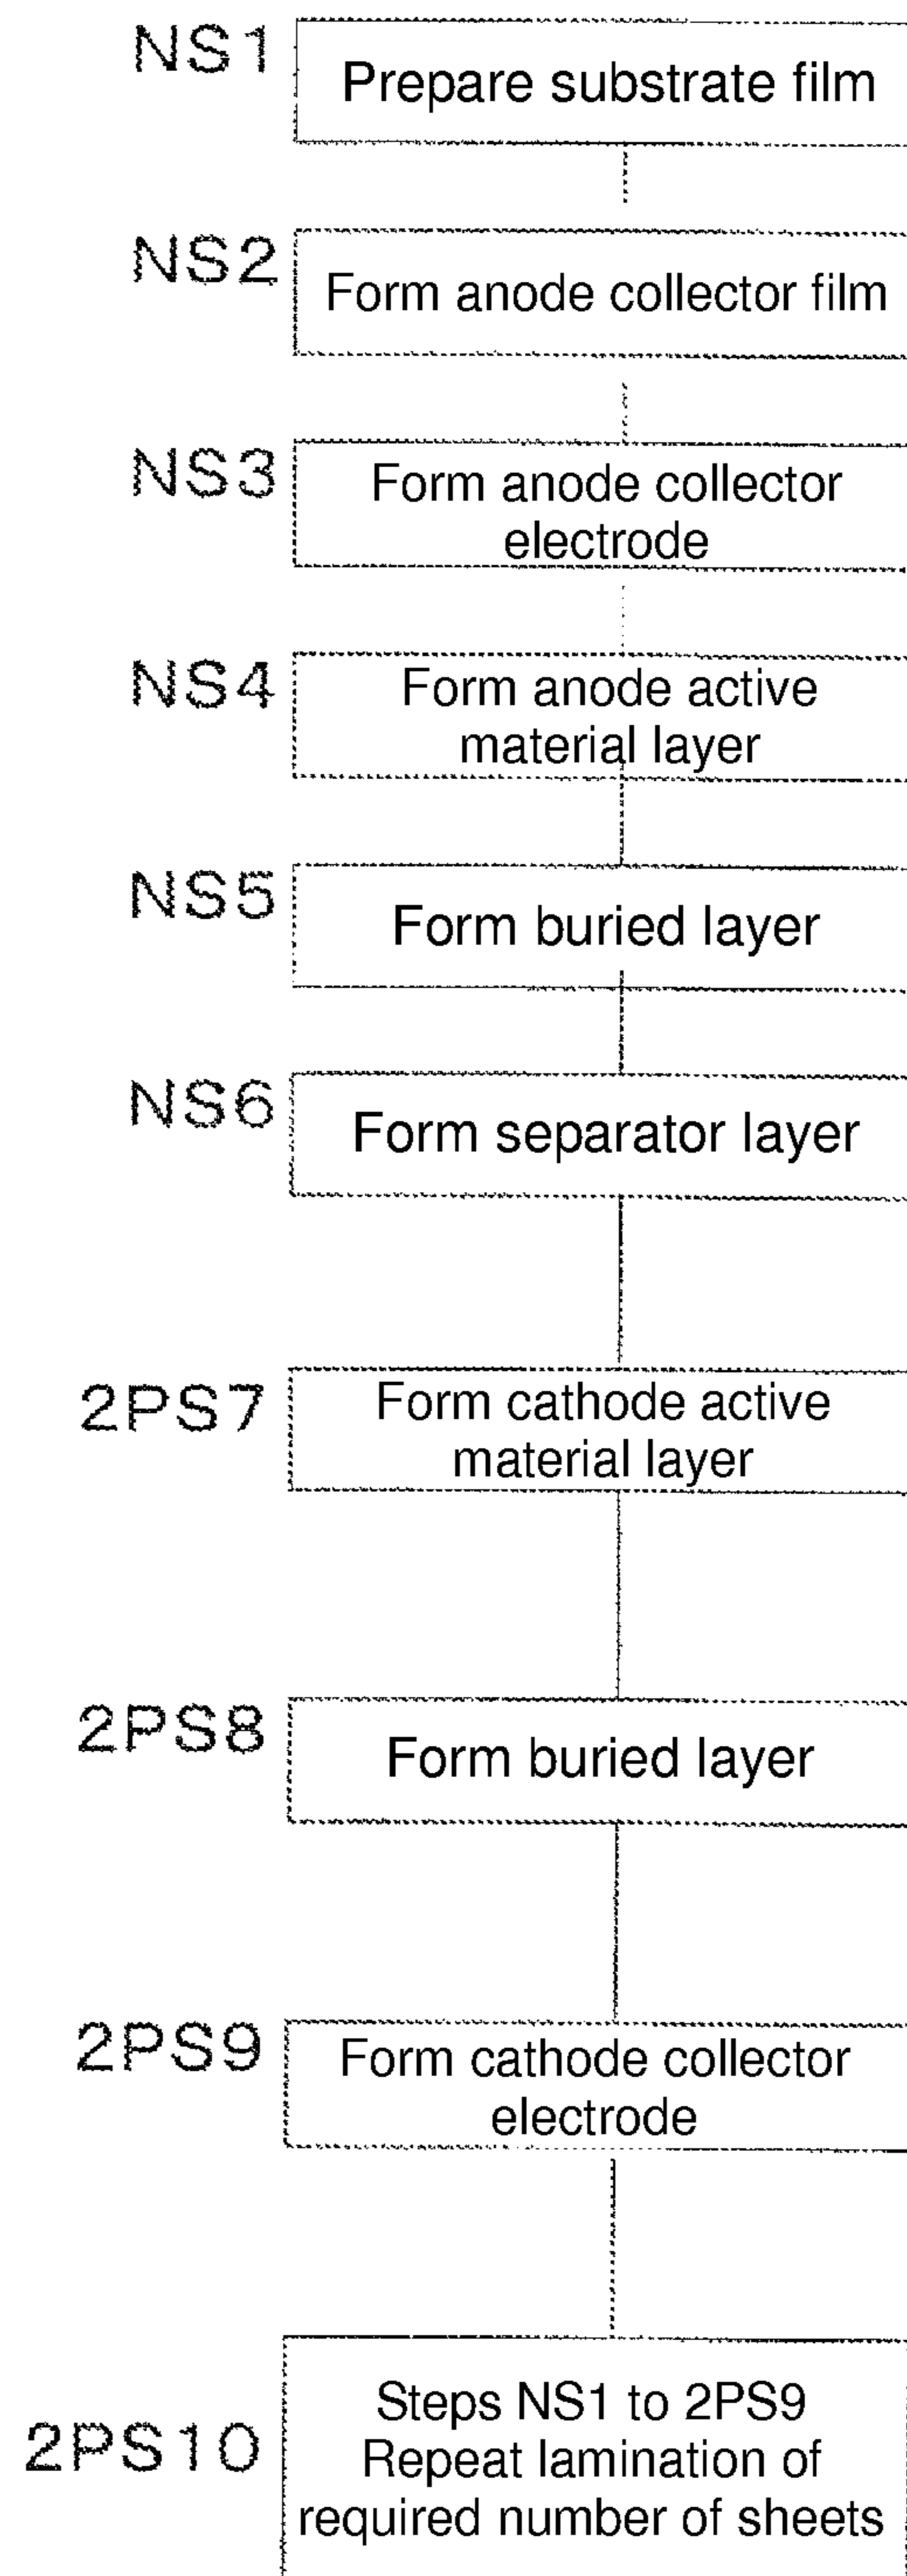 NS1
Prepare substrate film
NS2
Form anode collector film
NS3
Form anode collector
electrode
NS4
Form anode active
material layer
NS5
Form buried layer
NS6
Form separator layer
2PS7
Form cathode active
material layer
2PS8
Form buried layer
2PS9
Form cathode collector
electrode
2PS10
Steps NS1 to 2PS9
Repeat lamination of
required number of sheets